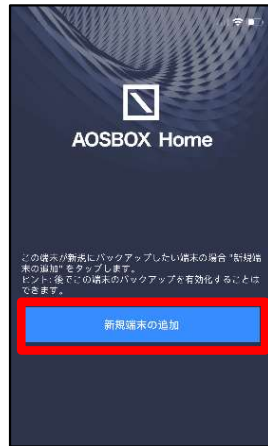 AOSBOX Home
この端末が新規にバックアップしたい端末の場合 "新規端
末の追加" をタップします。
ヒント: 後でこの端末のバックアップを有効化することは
できます。
新規端末の追加